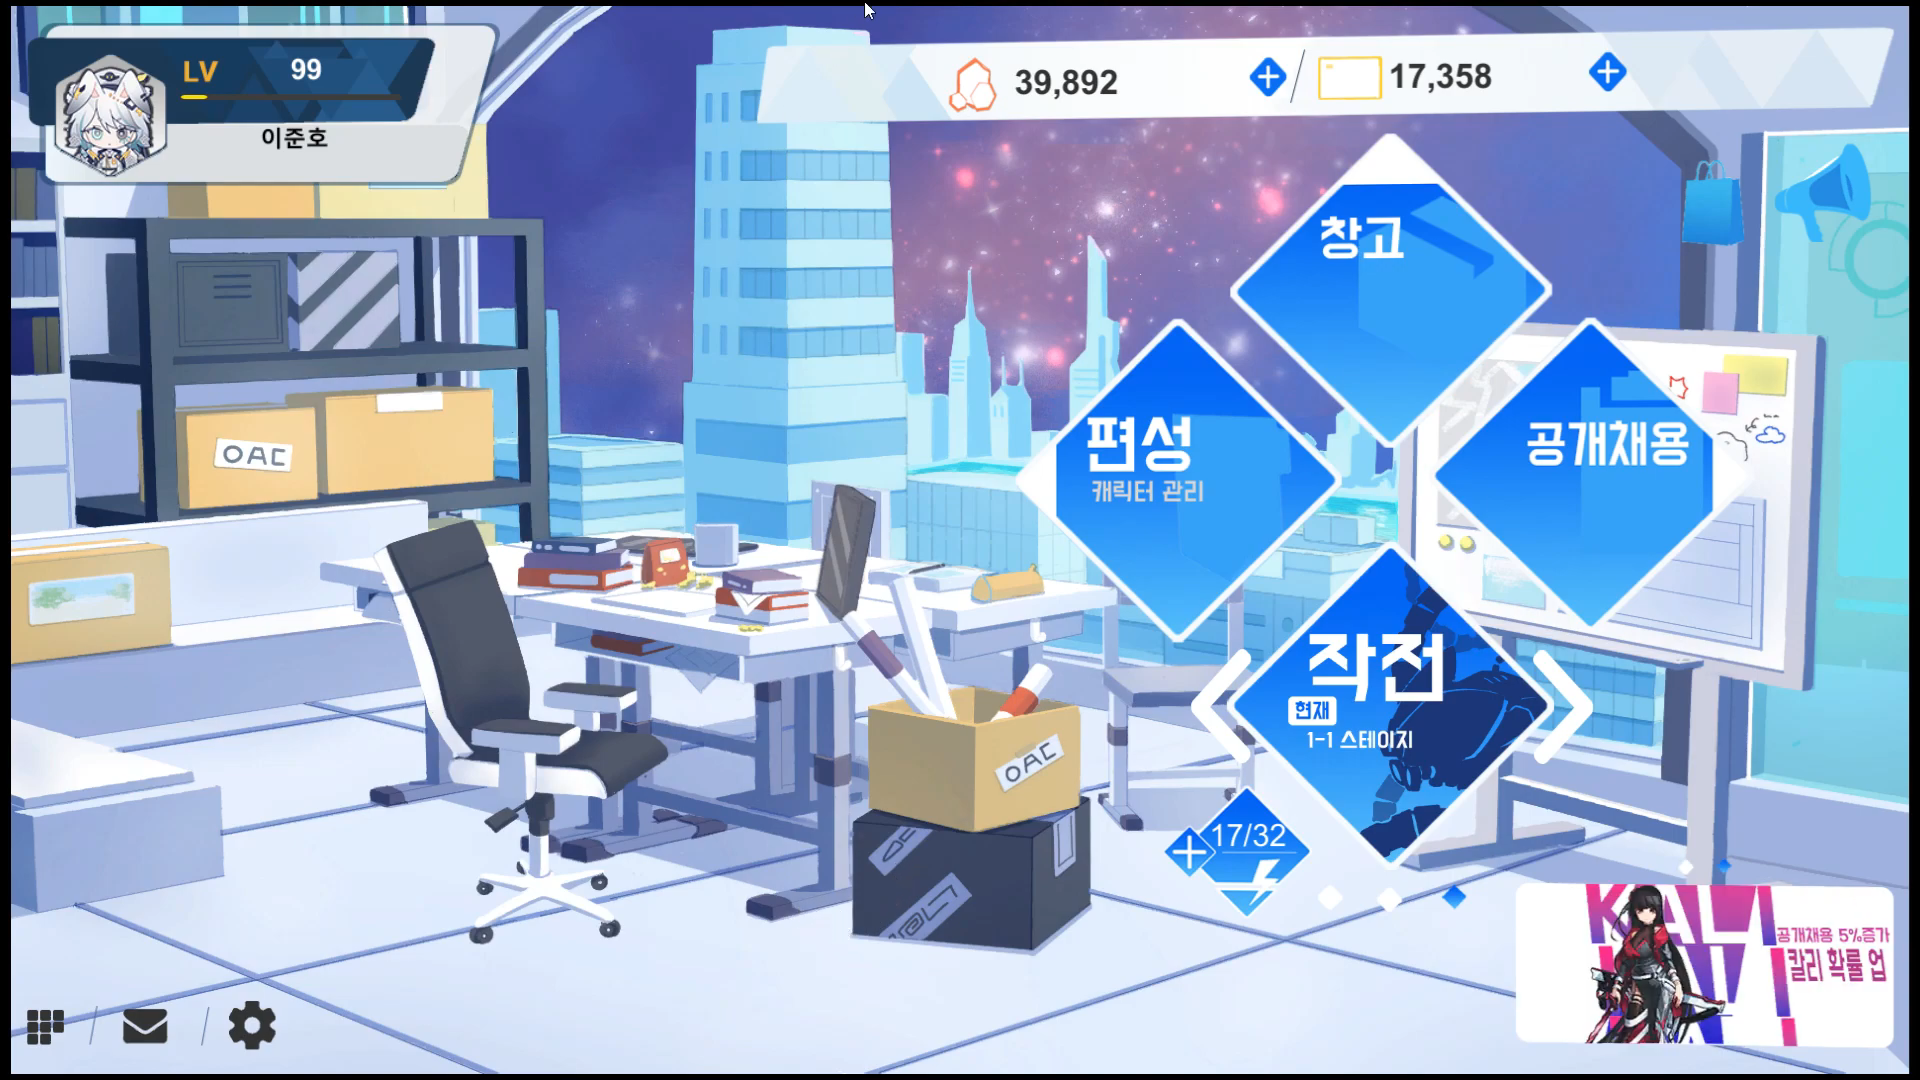 LV 99
이준호
39,892
17,358
창고
편성
캐릭터 관리
공개채용
작전
현재
1-1 스테이지
17/32
OAC
OAC
공개채용 5%증가
칼리 확률 업